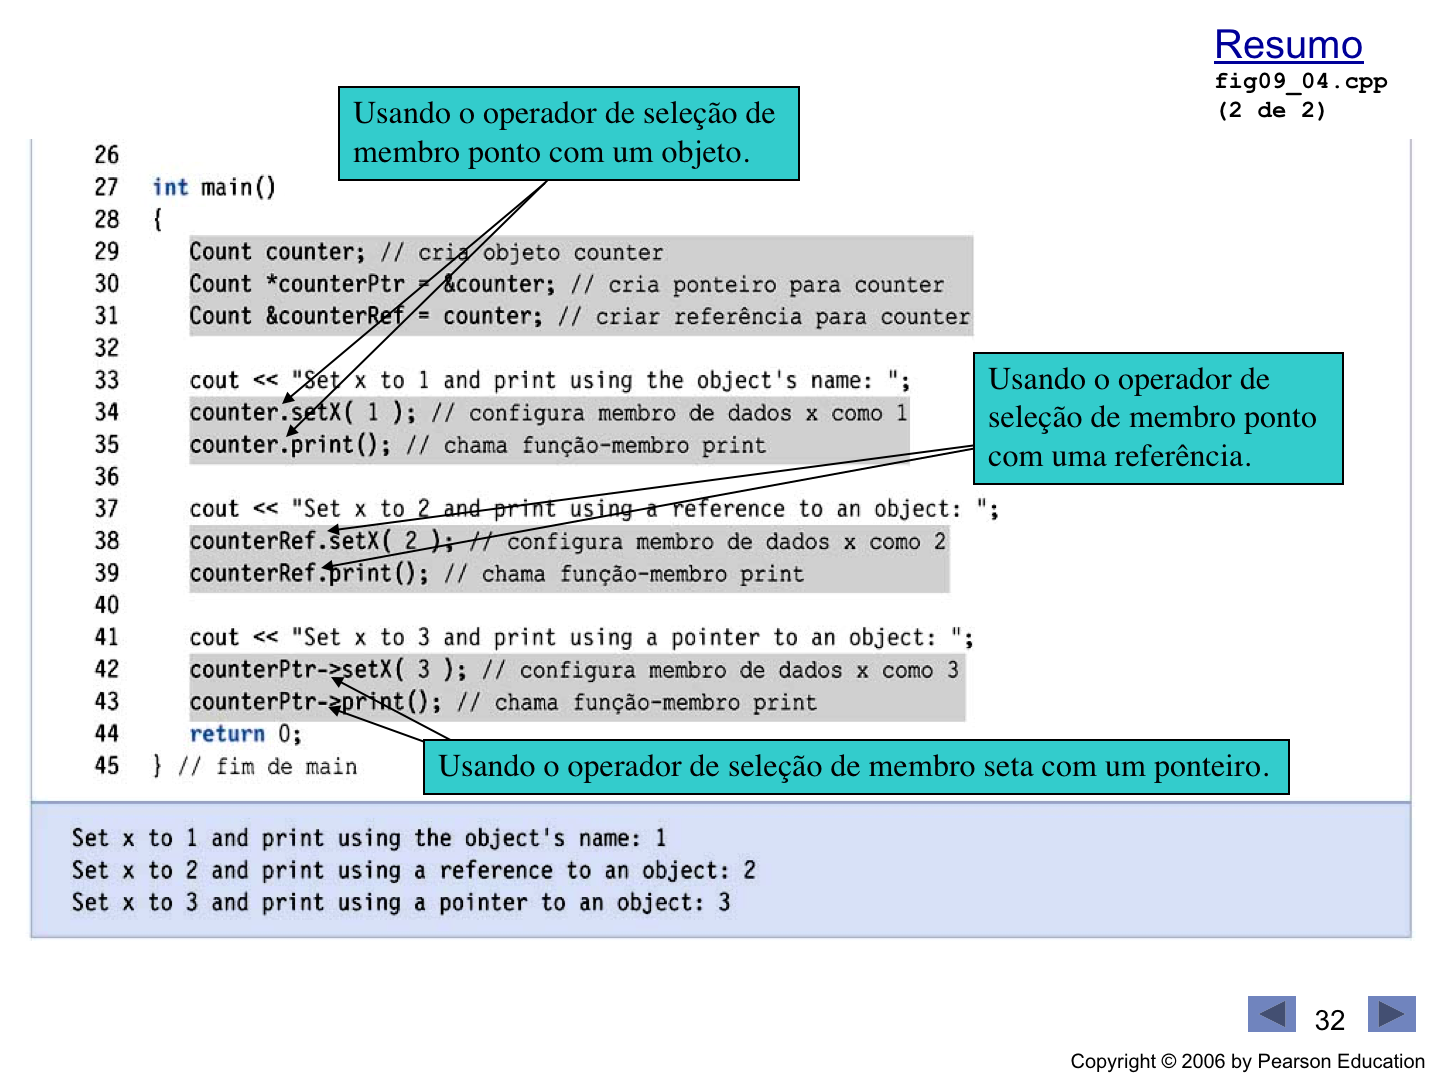 Resumo
fig09_04.cpp
(2 de 2)
Usando o operador de seleção de
membro ponto com um objeto.
26
27 int main()
28 {
29 Count counter; // cria objeto counter
30 Count *counterPtr = &counter; // cria ponteiro para counter
31 Count &counterRef = counter; // criar referência para counter
32
33 cout << "Set x to 1 and print using the object's name: ";
34 counter.setX( 1 ); // configura membro de dados x como 1
35 counter.print(); // chama função-membro print
36
Usando o operador de
seleção de membro ponto
com uma referência.
37 cout << "Set x to 2 and print using a reference to an object: ";
38 counterRef.setX( 2 ); // configura membro de dados x como 2
39 counterRef.print(); // chama função-membro print
40
41 cout << "Set x to 3 and print using a pointer to an object: ";
42 counterPtr->setX( 3 ); // configura membro de dados x como 3
43 counterPtr->print(); // chama função-membro print
44 return 0;
45 } // fim de main
Usando o operador de seleção de membro seta com um ponteiro.
Set x to 1 and print using the object's name: 1
Set x to 2 and print using a reference to an object: 2
Set x to 3 and print using a pointer to an object: 3
32
Copyright © 2006 by Pearson Education